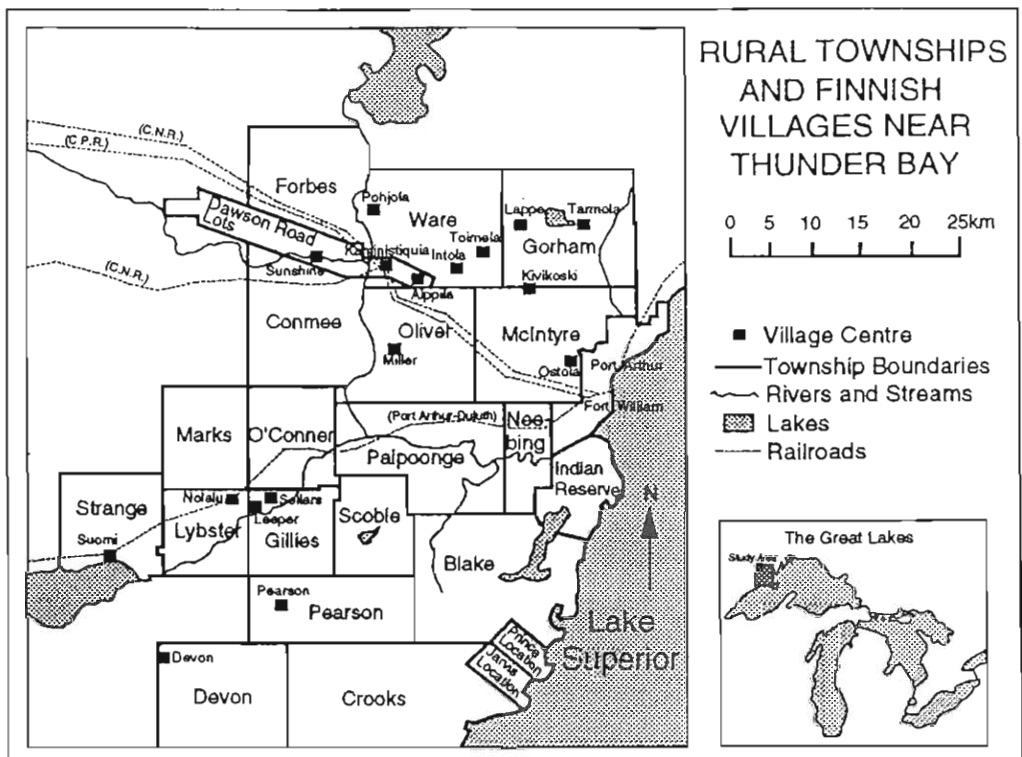 RURAL TOWNSHIPS
AND FINNISH
VILLAGES NEAR
THUNDER BAY
0 5 10 15 20 25km
Village Centre
Township Boundaries
Rivers and Streams
Lakes
Railroads
(C.N.R.)
(C.P.R.)
Forbes
Pohjola
Ware
Lappe
Tarmola
Gorham
Dawson Road
Lots
Kaministiquia
Toimela
Intola
Sunshine
(C.N.R.)
Alppila
Kivikoski
Conmee
Oliver
McIntyre
Miller
Ostola
Port Arthur
Fort William
Marks
O'Conner
(Port Arthur-Duluth)
Nee-
bing
Paipoonge
Indian
Reserve
N
Strange
Nolalu
Sellars
Leeper
Lybster
Gillies
Scoble
Suomi
Blake
Pearson
Pearson
Lake
Superior
Prince
Location
Jarvis
Location
Devon
Devon
Crooks
The Great Lakes
Study Area